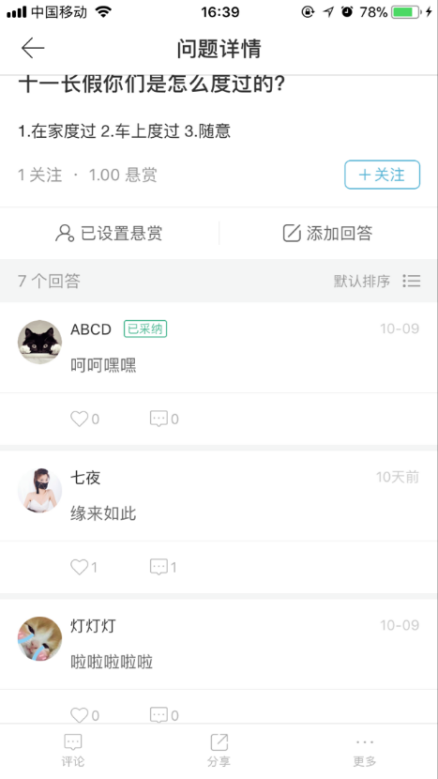 中国移动 16:39 78%
问题详情
十一长假你们是怎么度过的?
1.在家度过 2.车上度过 3.随意
1 关注 · 1.00 悬赏 ＋关注
已设置悬赏 添加回答
7 个回答 默认排序
ABCD 已采纳 10-09
呵呵嘿嘿
0 0
七夜 10天前
缘来如此
1 1
灯灯灯 10-09
啦啦啦啦啦
0 0
评论 分享 更多